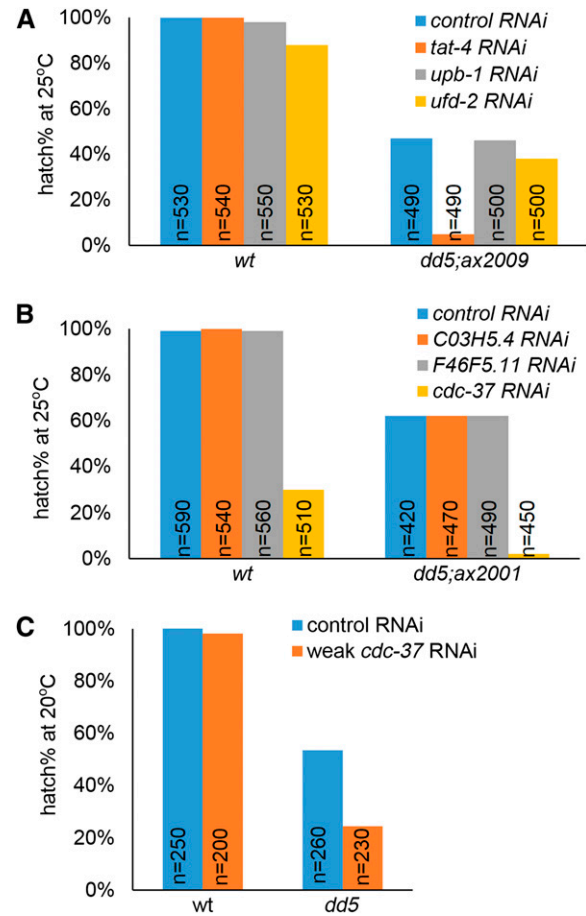 A
hatch% at 25°C
100%
80%
60%
40%
20%
0%
control RNAi
tat-4 RNAi
upb-1 RNAi
ufd-2 RNAi
n=530
n=540
n=550
n=530
n=490
n=490
n=500
n=500
wt
dd5;ax2009
B
hatch% at 25°C
100%
80%
60%
40%
20%
0%
control RNAi
C03H5.4 RNAi
F46F5.11 RNAi
cdc-37 RNAi
n=590
n=540
n=560
n=510
n=420
n=470
n=490
n=450
wt
dd5;ax2001
C
hatch% at 20°C
100%
80%
60%
40%
20%
0%
control RNAi
weak cdc-37 RNAi
n=250
n=200
n=260
n=230
wt
dd5